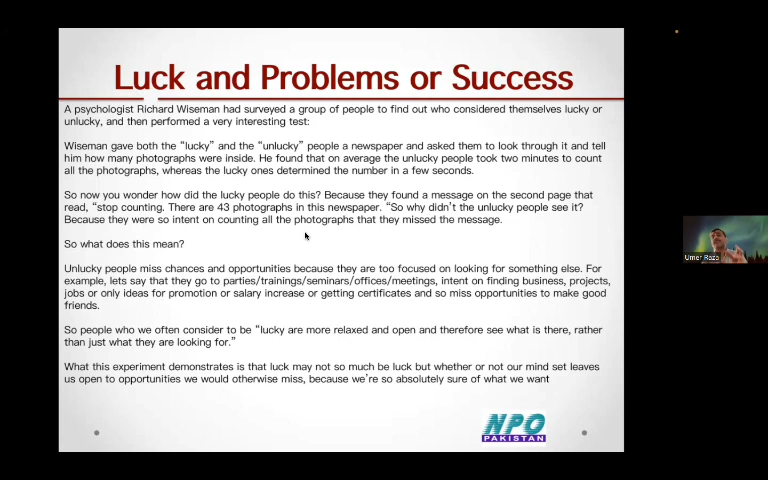 Luck and Problems or Success
A psychologist Richard Wiseman had surveyed a group of people to find out who considered themselves lucky or
unlucky, and then performed a very interesting test:
Wiseman gave both the "lucky" and the "unlucky" people a newspaper and asked them to look through it and tell
him how many photographs were inside. He found that on average the unlucky people took two minutes to count
all the photographs, whereas the lucky ones determined the number in a few seconds.
So now you wonder how did the lucky people do this? Because they found a message on the second page that
read, "stop counting. There are 43 photographs in this newspaper. "So why didn't the unlucky people see it?
Because they were so intent on counting all the photographs that they missed the message.
So what does this mean?
Unlucky people miss chances and opportunities because they are too focused on looking for something else. For
example, lets say that they go to parties/trainings/seminars/offices/meetings, intent on finding business, projects,
jobs or only ideas for promotion or salary increase or getting certificates and so miss opportunities to make good
friends.
So people who we often consider to be "lucky are more relaxed and open and therefore see what is there, rather
than just what they are looking for."
What this experiment demonstrates is that luck may not so much be luck but whether or not our mind set leaves
us open to opportunities we would otherwise miss, because we're so absolutely sure of what we want
NPO
PAKISTAN
Umer Raza